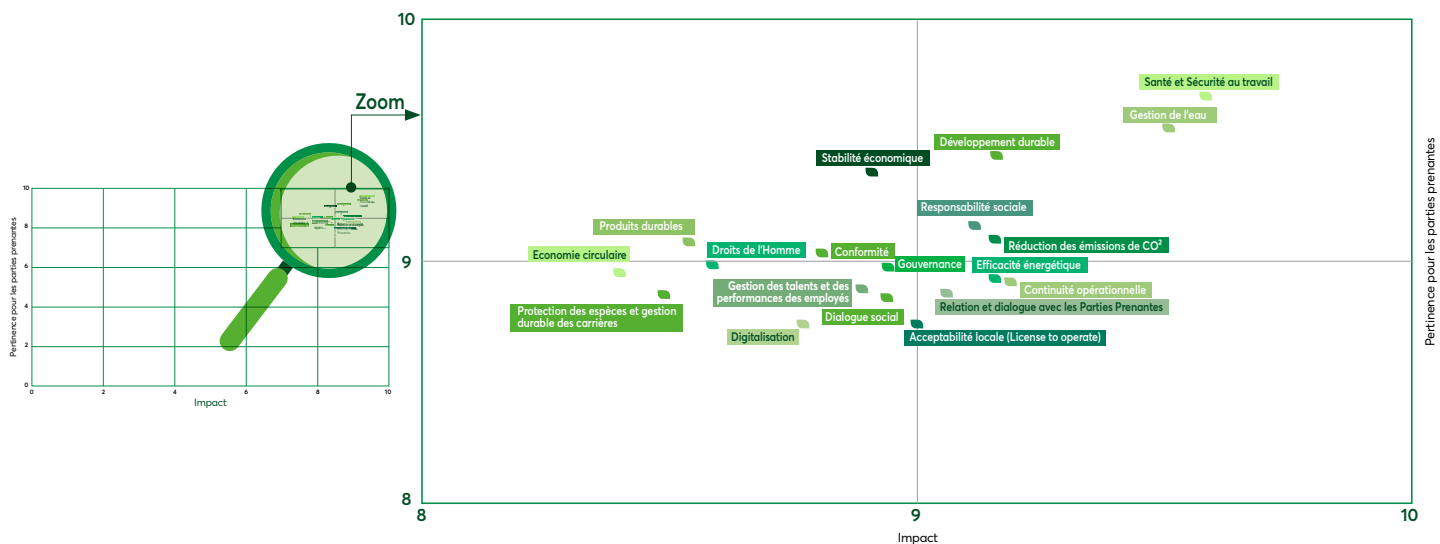 Zoom
10
8
6
4
2
0
0
2
4
6
8
10
Pertinence pour les parties prenantes
Impact
10
9
8
8
9
10
Impact
Pertinence pour les parties prenantes
Santé et Sécurité au travail
Gestion de l'eau
Développement durable
Stabilité économique
Responsabilité sociale
Produits durables
Réduction des émissions de CO²
Droits de l'Homme
Conformité
Economie circulaire
Gouvernance
Efficacité énergétique
Gestion des talents et des
performances des employés
Continuité opérationnelle
Relation et dialogue avec les Parties Prenantes
Protection des espèces et gestion
durable des carrières
Dialogue social
Digitalisation
Acceptabilité locale (License to operate)